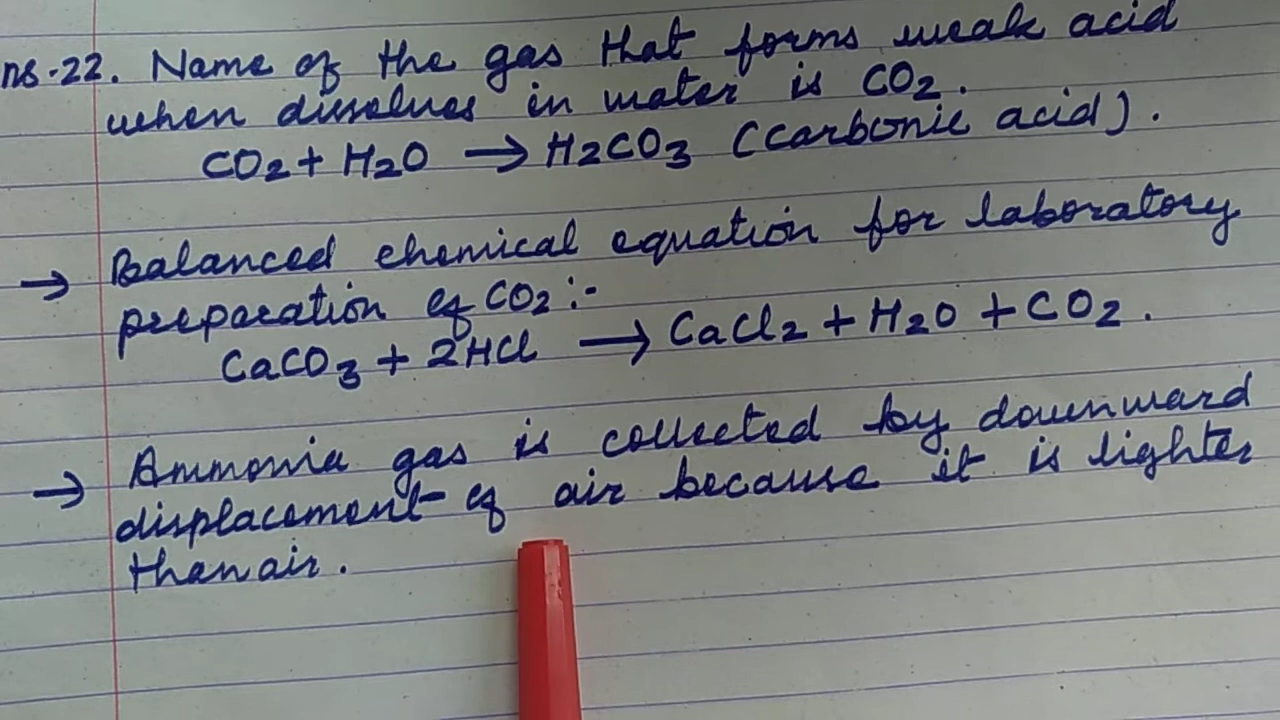 ns-22. Name of the gas that forms weak acid
when dissolves in water is CO2.
CO2 + H2O → H2CO3 (Carbonic acid).
→ Balanced chemical equation for laboratory
preparation of CO2 :-
CaCO3 + 2HCl → CaCl2 + H2O + CO2.
→ Ammonia gas is collected by downward
displacement of air because it is lighter
than air.